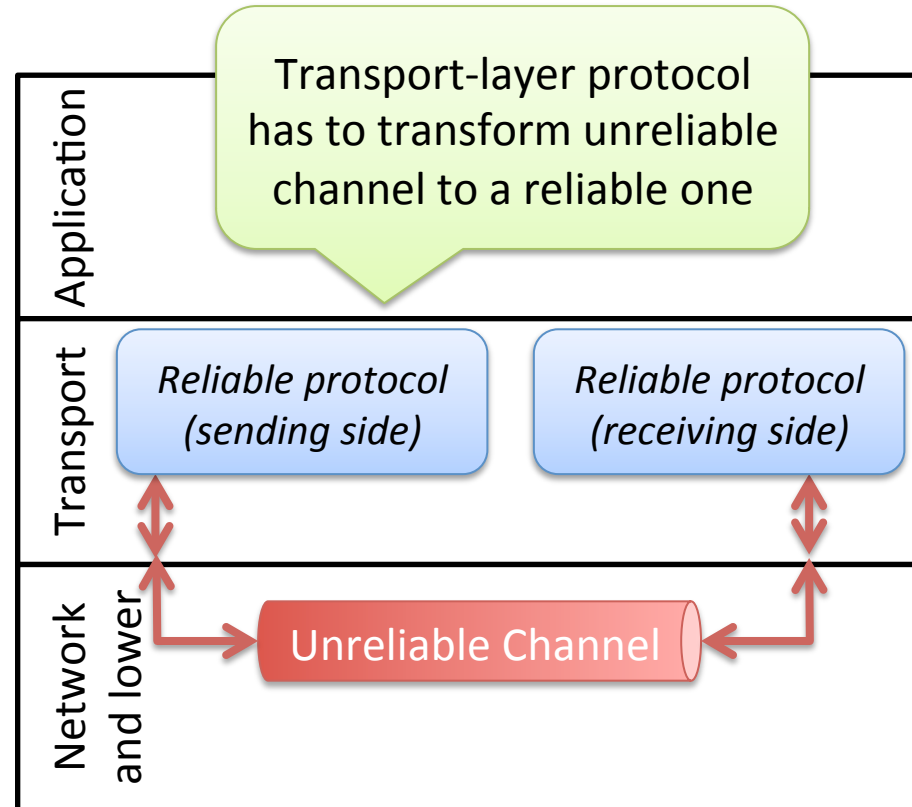 Transport-layer protocol
has to transform unreliable
channel to a reliable one
Application
Transport
Reliable protocol
(sending side)
Reliable protocol
(receiving side)
Network
and lower
Unreliable Channel